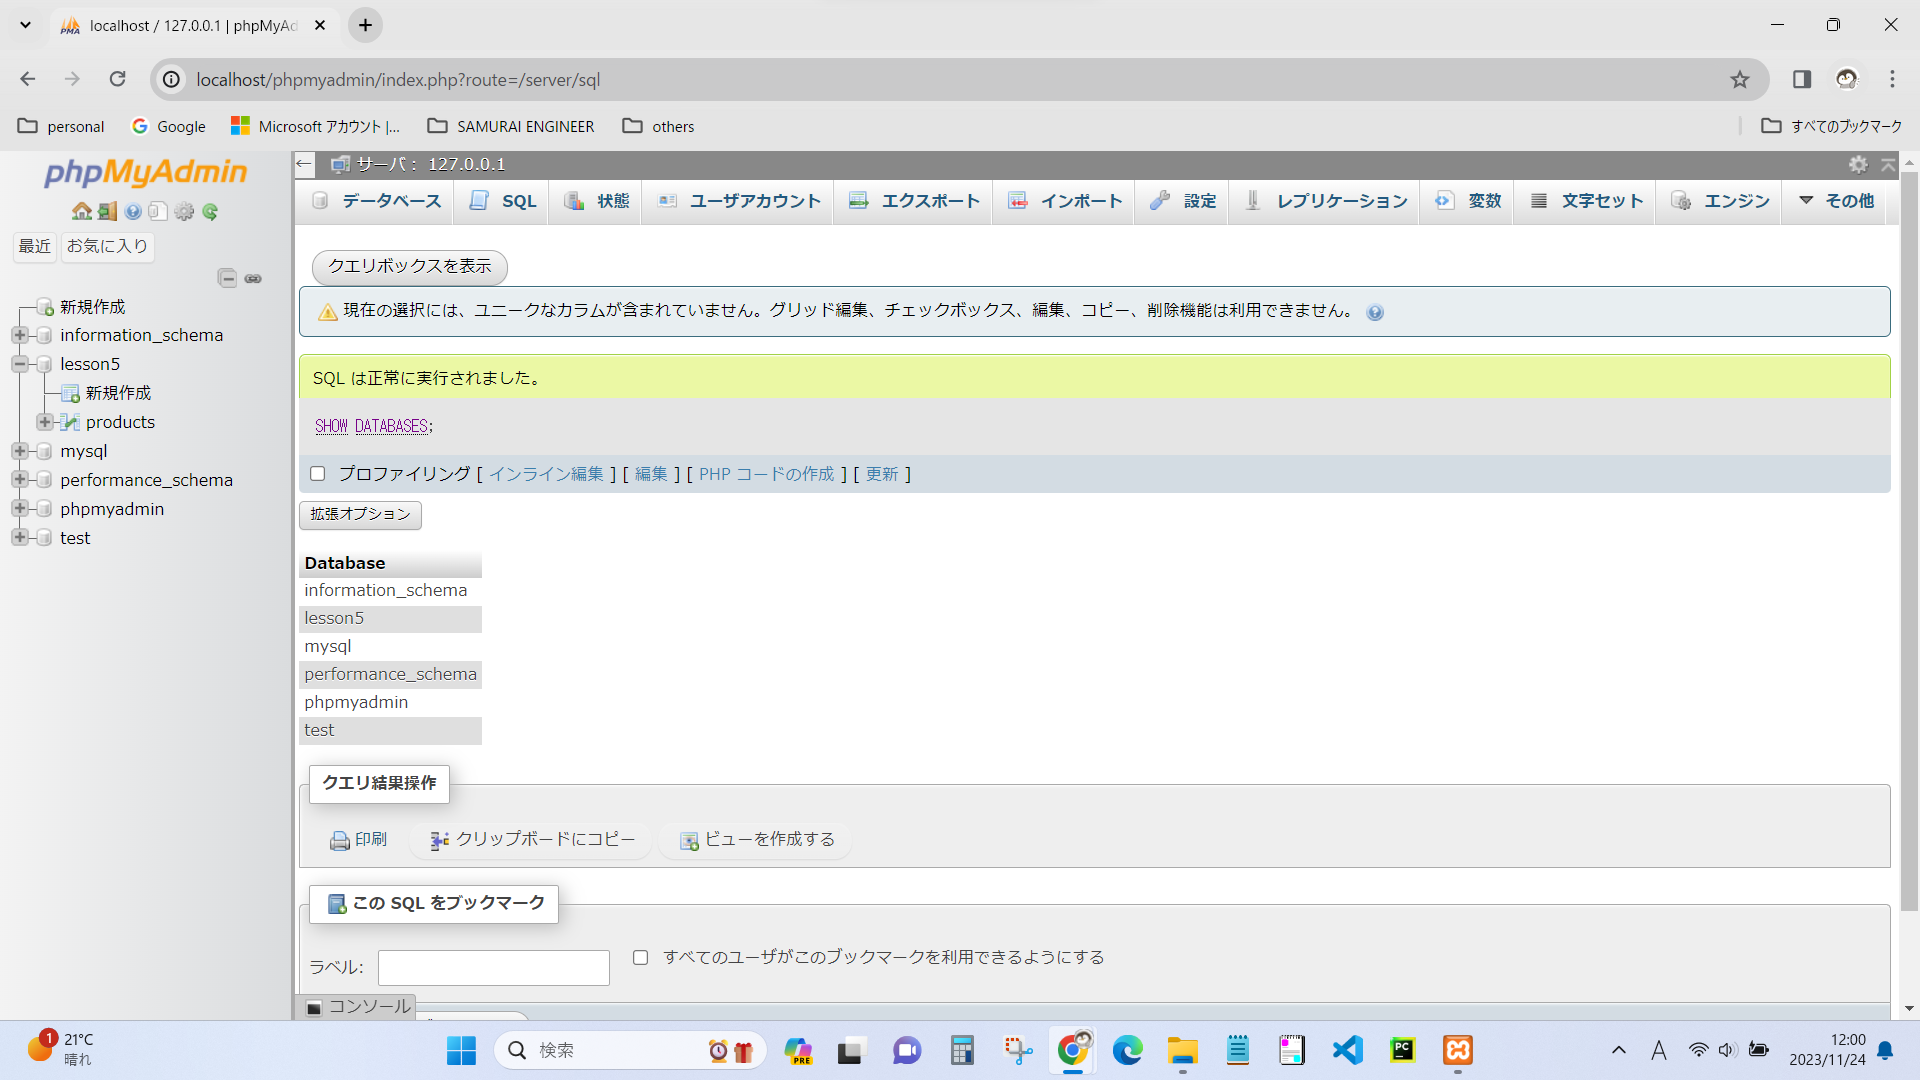 localhost / 127.0.0.1 | phpMyAd
localhost/phpmyadmin/index.php?route=/server/sql
personal
Google
Microsoft アカウント |...
SAMURAI ENGINEER
others
すべてのブックマーク
phpMyAdmin
最近
お気に入り
新規作成
information_schema
lesson5
新規作成
products
mysql
performance_schema
phpmyadmin
test
サーバ： 127.0.0.1
データベース
SQL
状態
ユーザアカウント
エクスポート
インポート
設定
レプリケーション
変数
文字セット
エンジン
その他
クエリボックスを表示
現在の選択には、ユニークなカラムが含まれていません。グリッド編集、チェックボックス、編集、コピー、削除機能は利用できません。
SQL は正常に実行されました。
SHOW DATABASES;
プロファイリング [ インライン編集 ] [ 編集 ] [ PHP コードの作成 ] [ 更新 ]
拡張オプション
Database
information_schema
lesson5
mysql
performance_schema
phpmyadmin
test
クエリ結果操作
印刷
クリップボードにコピー
ビューを作成する
この SQL をブックマーク
ラベル:
すべてのユーザがこのブックマークを利用できるようにする
コンソール
1
21°C
晴れ
検索
PRE
PC
A
12:00
2023/11/24